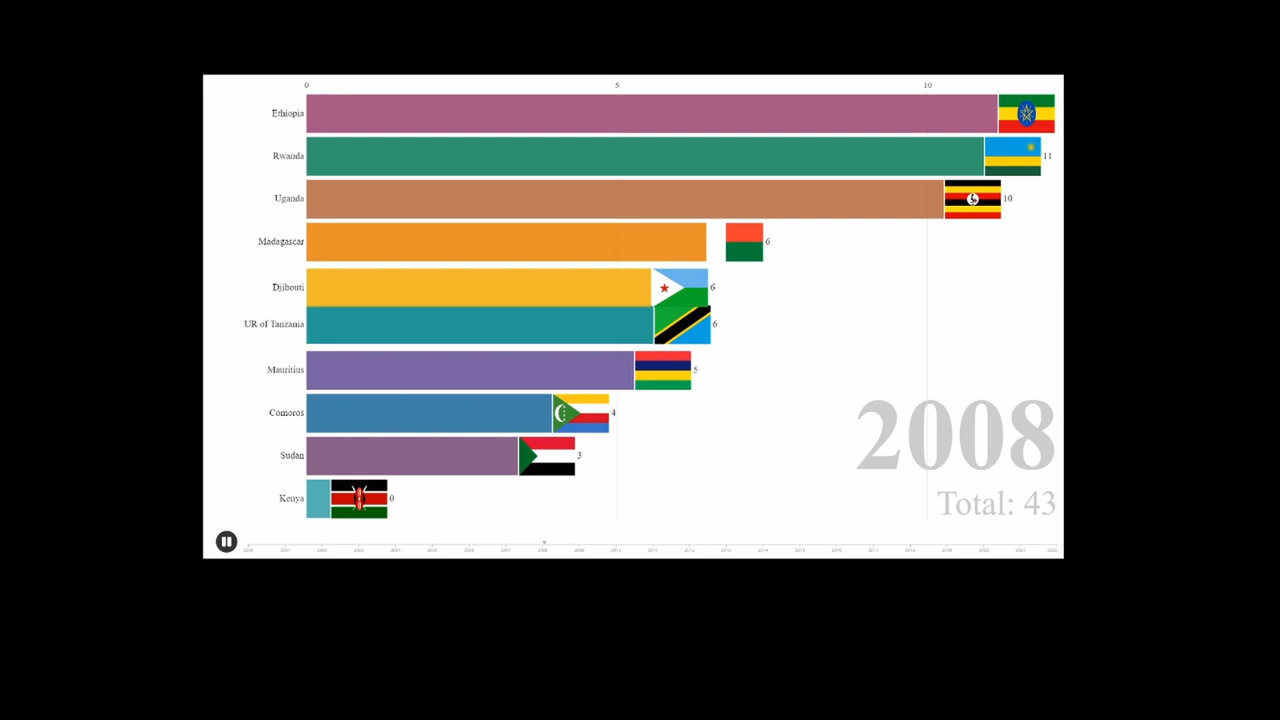 0 5 10
Ethiopia
Rwanda 11
Uganda 10
Madagascar 6
Djibouti 6
UR of Tanzania 6
Mauritius 5
Comoros 4
Sudan 3
Kenya 0
2008
Total: 43